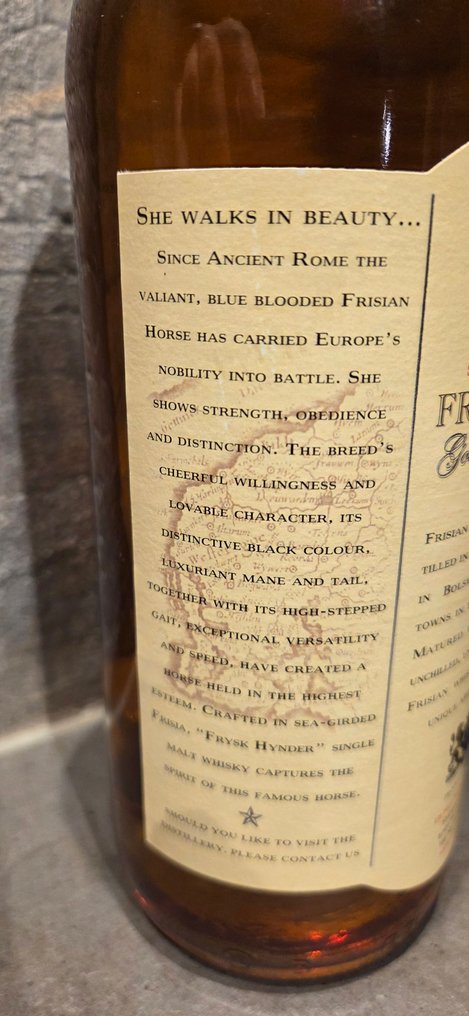 She walks in beauty...
Since Ancient Rome the
valiant, blue blooded Frisian
Horse has carried Europe's
nobility into battle. She
shows strength, obedience
and distinction. The breed's
cheerful willingness and
lovable character, its
distinctive black colour,
luxuriant mane and tail,
together with its high-stepped
gait, exceptional versatility
and speed, have created a
horse held in the highest
esteem. Crafted in sea-girded
Frisia, "Frysk Hynder" single
malt whisky captures the
spirit of this famous horse.
Should you like to visit the
distillery, please contact us
FR
Frisian
tilled in
in
towns in
Matured
unchilled
Frisian
unique